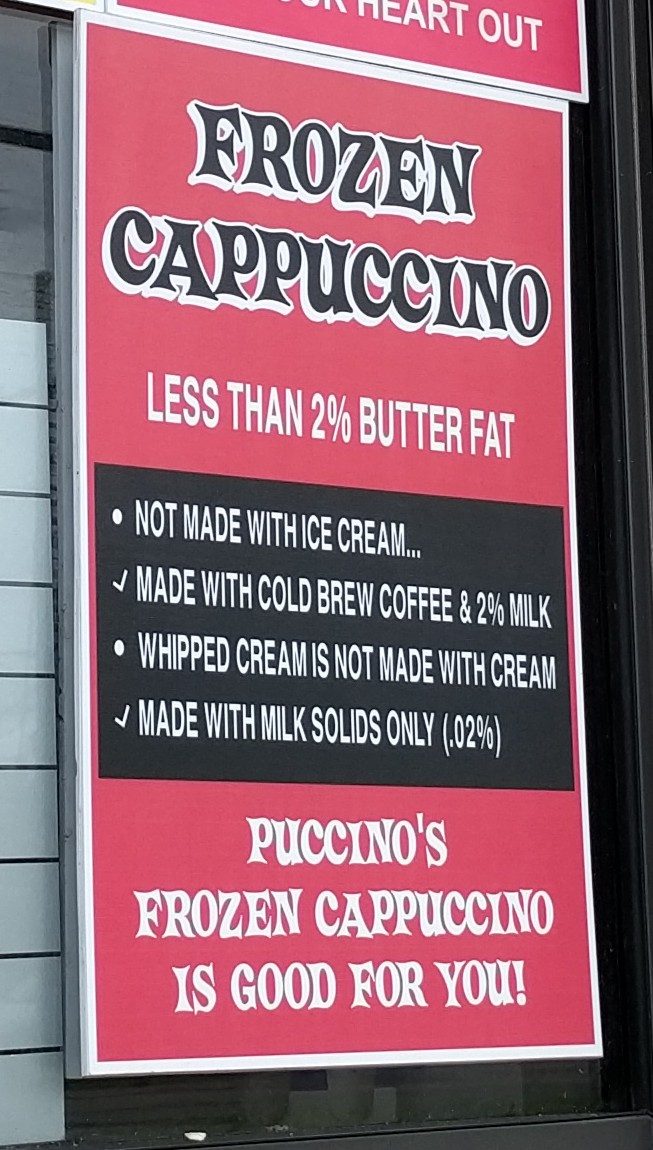 HEART OUT
FROZEN
CAPPUCCINO
LESS THAN 2% BUTTER FAT
• NOT MADE WITH ICE CREAM...
✓ MADE WITH COLD BREW COFFEE & 2% MILK
• WHIPPED CREAM IS NOT MADE WITH CREAM
✓ MADE WITH MILK SOLIDS ONLY (.02%)
PUCCINO'S
FROZEN CAPPUCCINO
IS GOOD FOR YOU!